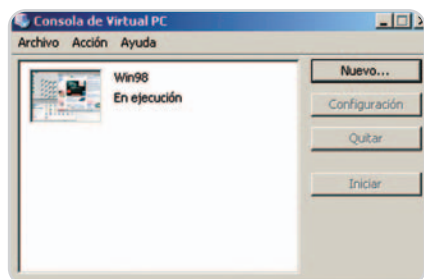 Consola de Virtual PC
Archivo Acción Ayuda
Win98
En ejecución
Nuevo...
Configuración
Quitar
Iniciar